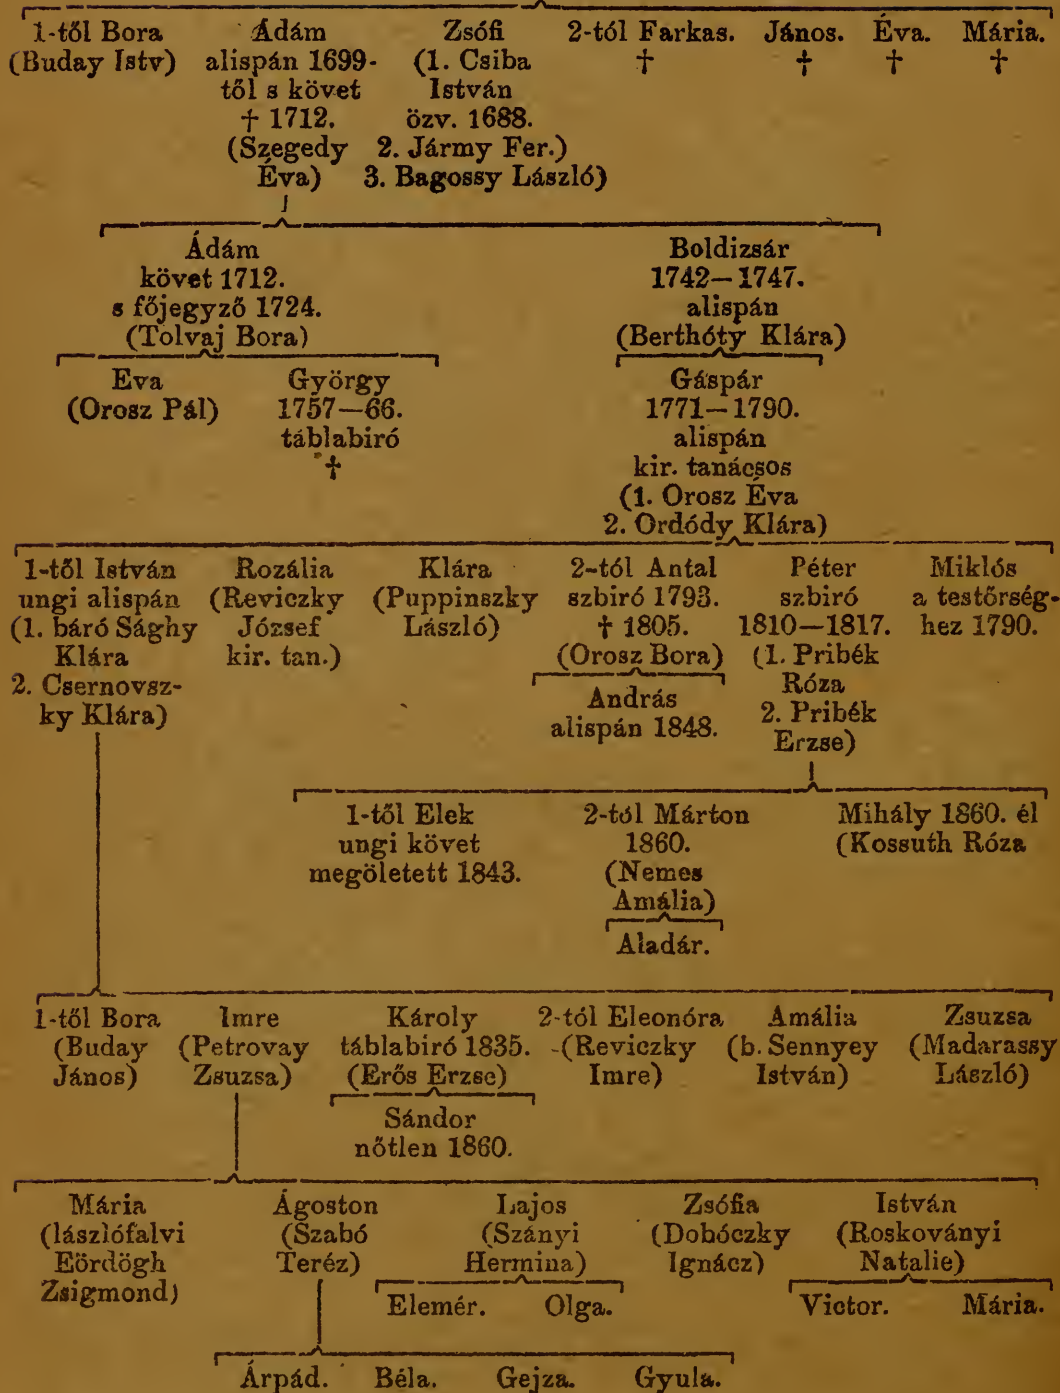 1-től Bora
(Buday Istv)
Ádám
alispán 1699-
től s követ
† 1712.
(Szegedy
Éva)
Zsófi
(1. Csiba
István
özv. 1688.
2. Jármy Fer.)
3. Bagossy László)
2-tól Farkas.
†
János.
†
Éva.
†
Mária.
†
Ádám
követ 1712.
s főjegyző 1724.
(Tolvaj Bora)
Boldizsár
1742—1747.
alispán
(Berthóty Klára)
Eva
(Orosz Pál)
György
1757—66.
táblabiró
†
Gáspár
1771—1790.
alispán
kir. tanácsos
(1. Orosz Éva
2. Ordódy Klára)
1-től István
ungi alispán
(1. báró Sághy
Klára
2. Csernovsz-
ky Klára)
Rozália
(Reviczky
József
kir. tan.)
Klára
(Puppinszky
László)
2-tól Antal
szbiró 1793.
† 1805.
(Orosz Bora)
András
alispán 1848.
Péter
szbiró
1810—1817.
(1. Pribék
Róza
2. Pribék
Erzse)
Miklós
a testőrség-
hez 1790.
1-től Elek
ungi követ
megöletett 1843.
2-tól Márton
1860.
(Nemes
Amália)
Aladár.
Mihály 1860. él
(Kossuth Róza
1-től Bora
(Buday
János)
Imre
(Petrovay
Zsuzsa)
Károly
táblabiró 1835.
(Erős Erzse)
Sándor
nőtlen 1860.
2-tól Eleonóra
(Reviczky
Imre)
Amália
(b. Sennyey
István)
Zsuzsa
(Madarassy
László)
Mária
(lászlófalvi
Eördögh
Zsigmond)
Ágoston
(Szabó
Teréz)
Lajos
(Szányi
Hermina)
Elemér.
Olga.
Zsófia
(Dobóczky
Ignácz)
István
(Roskoványi
Natalie)
Victor.
Mária.
Árpád.
Béla.
Gejza.
Gyula.